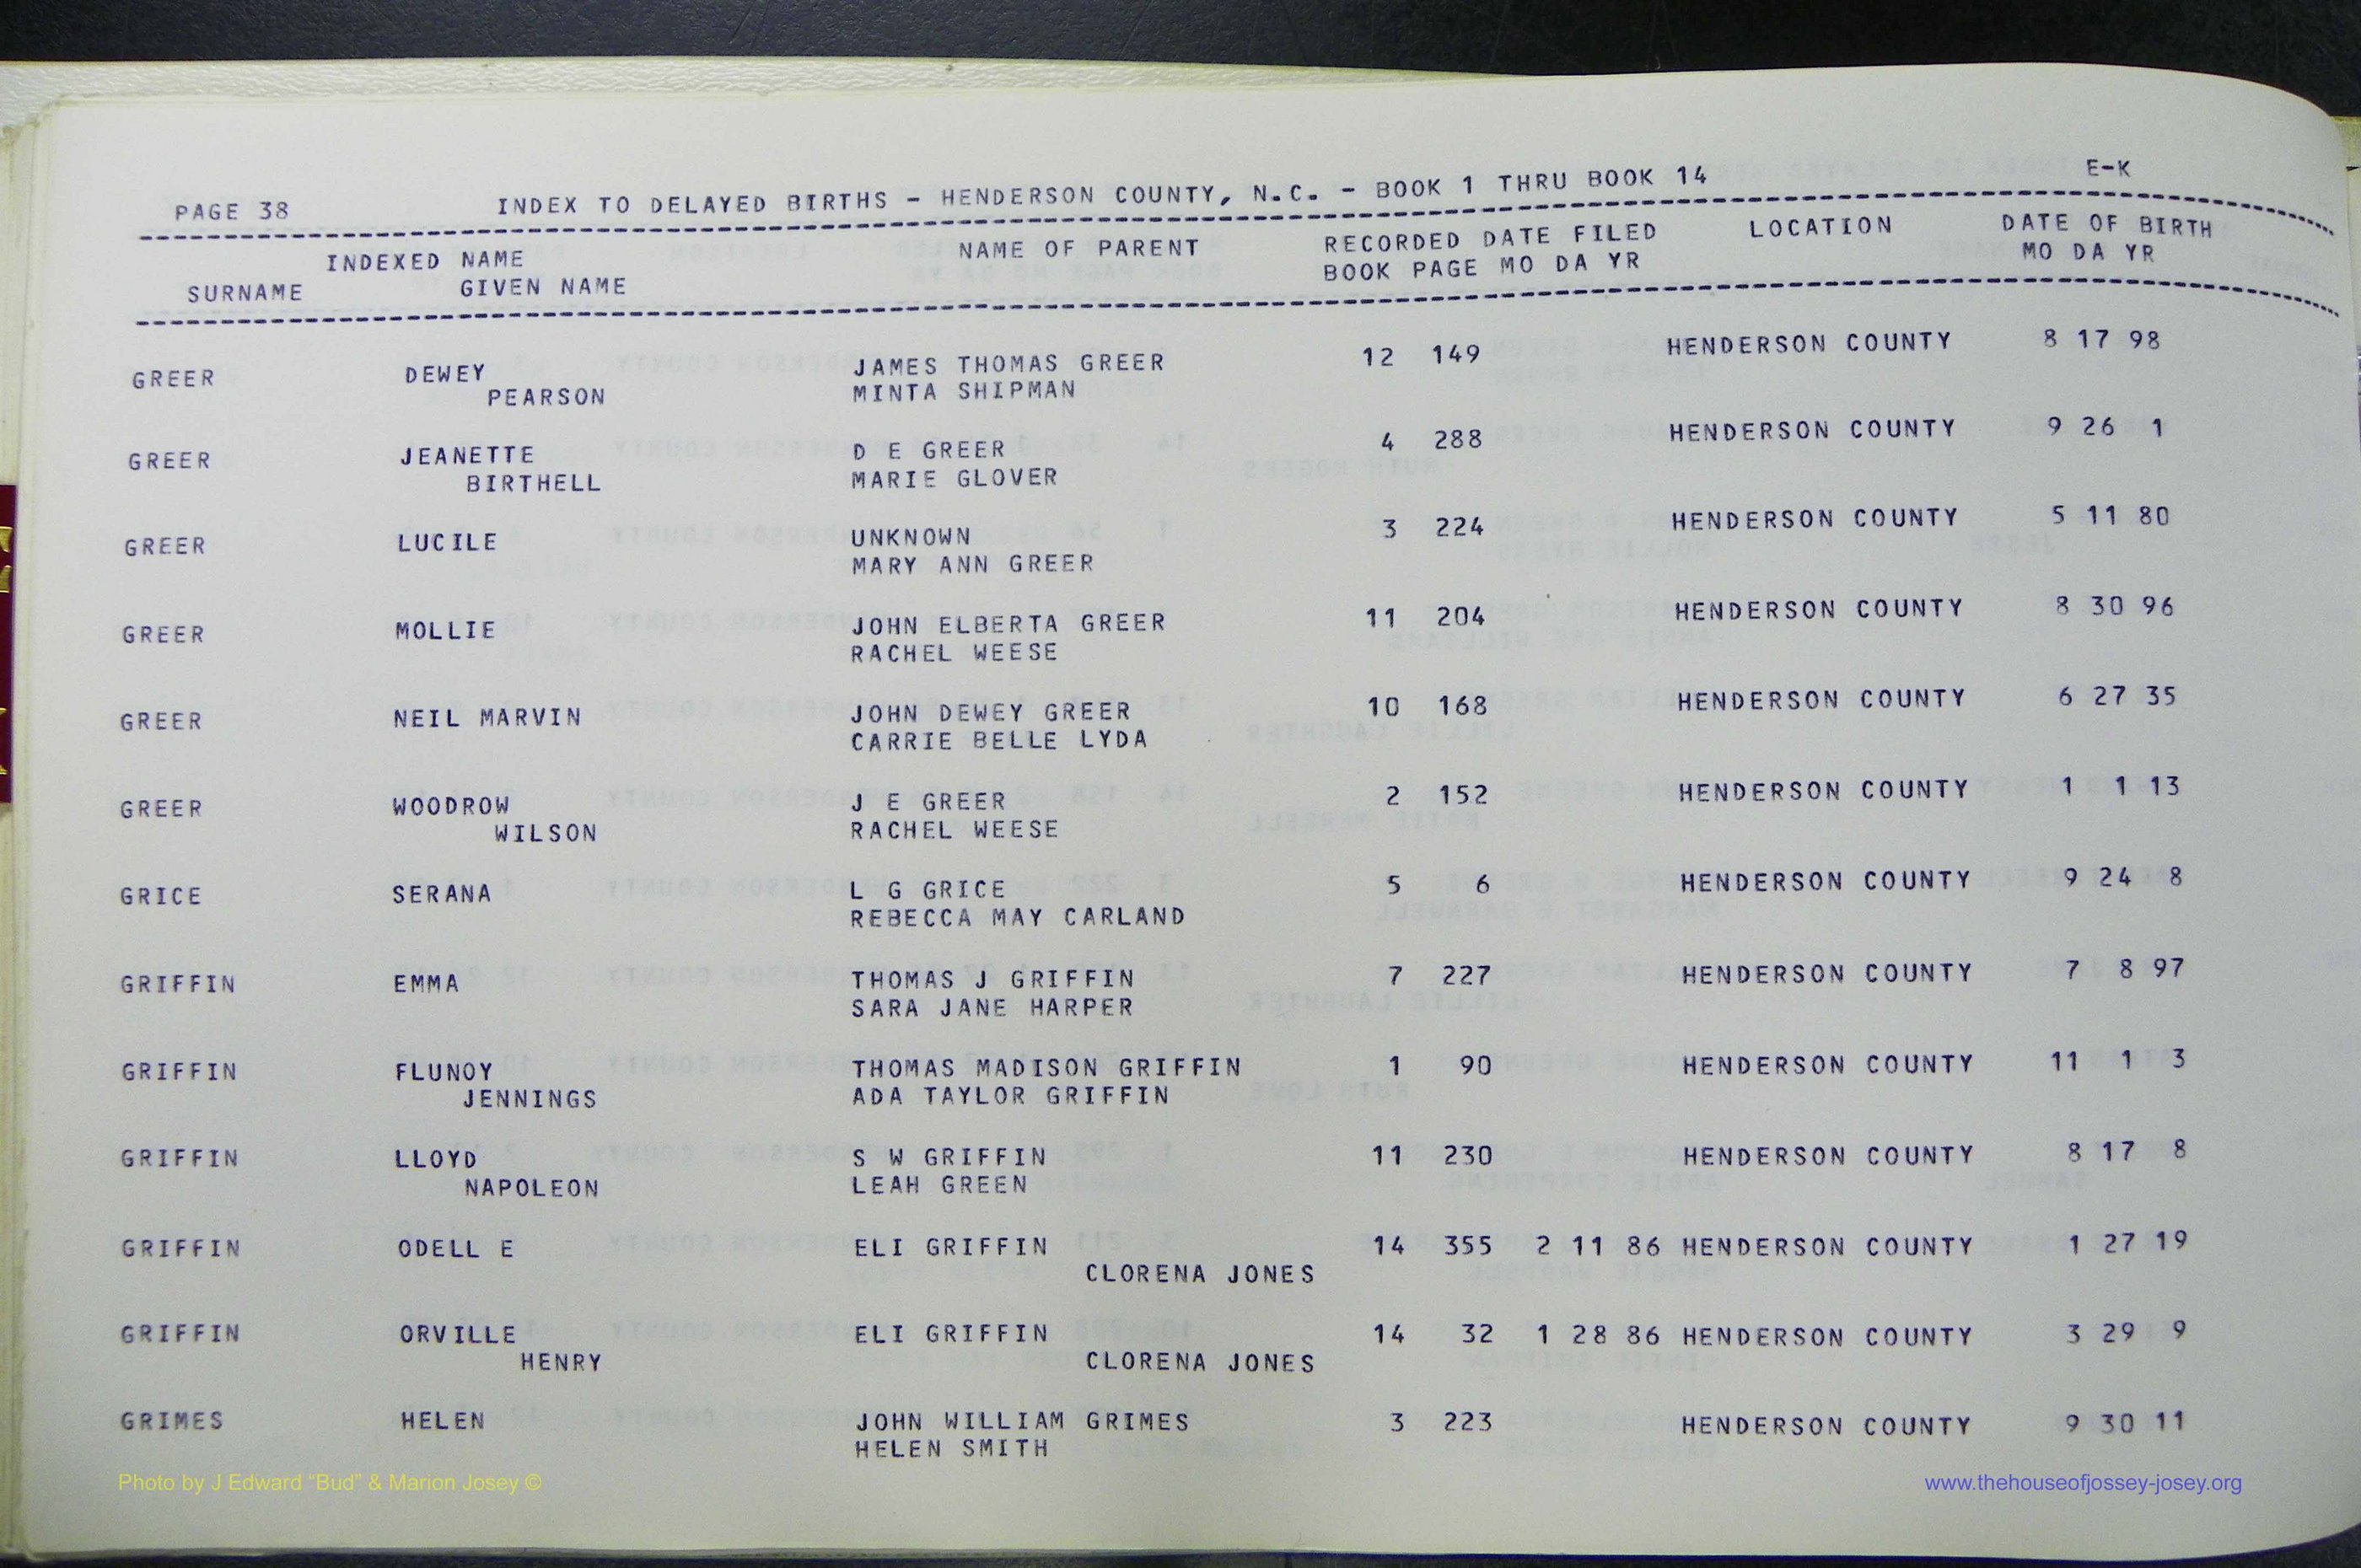 E-K
PAGE 38 INDEX TO DELAYED BIRTHS - HENDERSON COUNTY, N.C. - BOOK 1 THRU BOOK 14
INDEXED NAME NAME OF PARENT RECORDED DATE FILED LOCATION DATE OF BIRTH
SURNAME GIVEN NAME BOOK PAGE MO DA YR MO DA YR
GREER DEWEY JAMES THOMAS GREER 12 149 HENDERSON COUNTY 8 17 98
PEARSON MINTA SHIPMAN
GREER JEANETTE D E GREER 4 288 HENDERSON COUNTY 9 26 1
BIRTHELL MARIE GLOVER
GREER LUCILE UNKNOWN 3 224 HENDERSON COUNTY 5 11 80
MARY ANN GREER
GREER MOLLIE JOHN ELBERTA GREER 11 204 HENDERSON COUNTY 8 30 96
RACHEL WEESE
GREER NEIL MARVIN JOHN DEWEY GREER 10 168 HENDERSON COUNTY 6 27 35
CARRIE BELLE LYDA
GREER WOODROW J E GREER 2 152 HENDERSON COUNTY 1 1 13
WILSON RACHEL WEESE
GRICE SERANA L G GRICE 5 6 HENDERSON COUNTY 9 24 8
REBECCA MAY CARLAND
GRIFFIN EMMA THOMAS J GRIFFIN 7 227 HENDERSON COUNTY 7 8 97
SARA JANE HARPER
GRIFFIN FLUNOY THOMAS MADISON GRIFFIN 1 90 HENDERSON COUNTY 11 1 3
JENNINGS ADA TAYLOR GRIFFIN
GRIFFIN LLOYD S W GRIFFIN 11 230 HENDERSON COUNTY 8 17 8
NAPOLEON LEAH GREEN
GRIFFIN ODELL E ELI GRIFFIN 14 355 2 11 86 HENDERSON COUNTY 1 27 19
CLORENA JONES
GRIFFIN ORVILLE ELI GRIFFIN 14 32 1 28 86 HENDERSON COUNTY 3 29 9
HENRY CLORENA JONES
GRIMES HELEN JOHN WILLIAM GRIMES 3 223 HENDERSON COUNTY 9 30 11
HELEN SMITH
Photo by J Edward “Bud” & Marion Josey © www.thehouseofjossey-josey.org